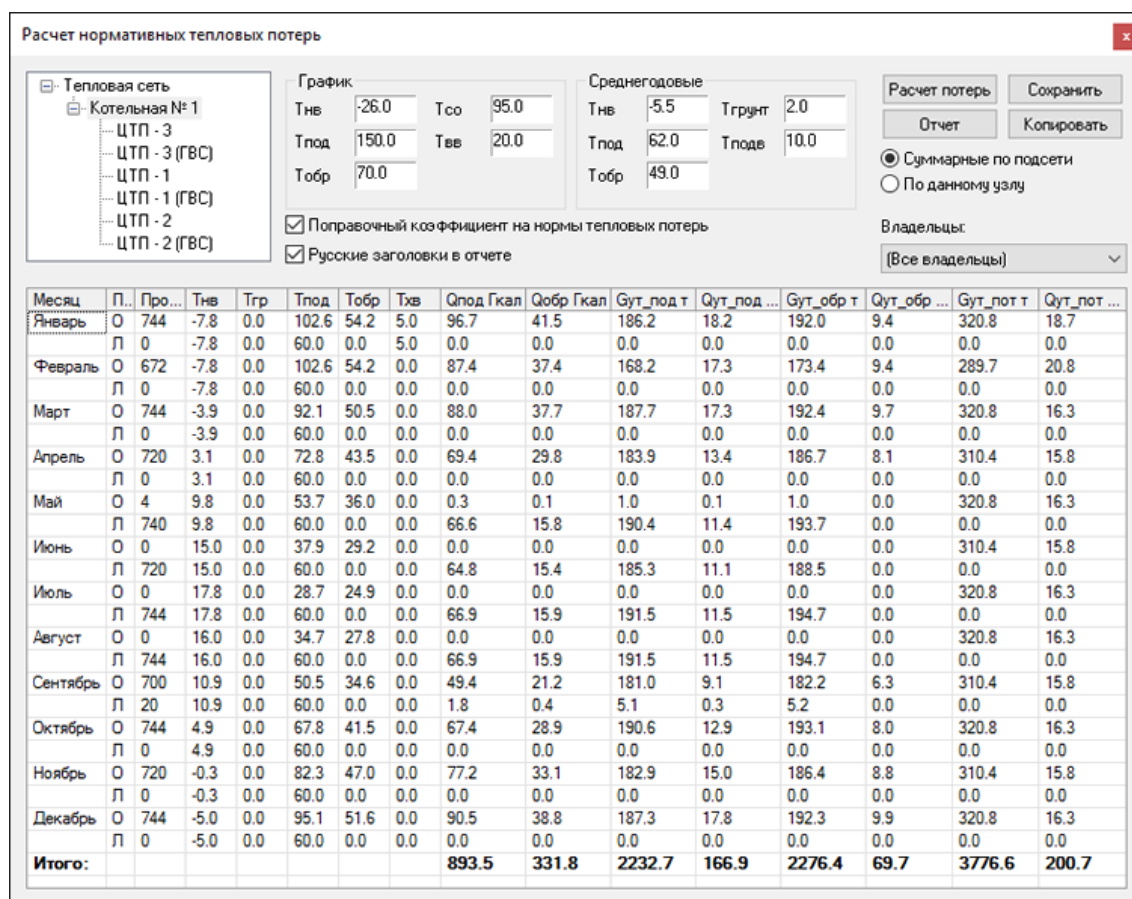 Расчет нормативных тепловых потерь
x
Тепловая сеть
Котельная № 1
ЦТП - 3
ЦТП - 3 (ГВС)
ЦТП - 1
ЦТП - 1 (ГВС)
ЦТП - 2
ЦТП - 2 (ГВС)
График
Тнв -26.0 Тсо 95.0
Тпод 150.0 Твв 20.0
Тобр 70.0
Среднегодовые
Тнв -5.5 Тгрунт 2.0
Тпод 62.0 Тподв 10.0
Тобр 49.0
Расчет потерь Сохранить
Отчет Копировать
Суммарные по подсети
По данному узлу
Поправочный коэффициент на нормы тепловых потерь
Русские заголовки в отчете
Владельцы:
(Все владельцы)
Месяц П.. Про... Тнв Тгр Тпод Тобр Тхв Qпод Гкал Qобр Гкал Gут_под т Qут_под ... Gут_обр т Qут_обр ... Gут_пот т Qут_пот ...
Январь О 744 -7.8 0.0 102.6 54.2 5.0 96.7 41.5 186.2 18.2 192.0 9.4 320.8 18.7
Л 0 -7.8 0.0 60.0 0.0 5.0 0.0 0.0 0.0 0.0 0.0 0.0 0.0 0.0
Февраль О 672 -7.8 0.0 102.6 54.2 0.0 87.4 37.4 168.2 17.3 173.4 9.4 289.7 20.8
Л 0 -7.8 0.0 60.0 0.0 0.0 0.0 0.0 0.0 0.0 0.0 0.0 0.0 0.0
Март О 744 -3.9 0.0 92.1 50.5 0.0 88.0 37.7 187.7 17.3 192.4 9.7 320.8 16.3
Л 0 -3.9 0.0 60.0 0.0 0.0 0.0 0.0 0.0 0.0 0.0 0.0 0.0 0.0
Апрель О 720 3.1 0.0 72.8 43.5 0.0 69.4 29.8 183.9 13.4 186.7 8.1 310.4 15.8
Л 0 3.1 0.0 60.0 0.0 0.0 0.0 0.0 0.0 0.0 0.0 0.0 0.0 0.0
Май О 4 9.8 0.0 53.7 36.0 0.0 0.3 0.1 1.0 0.1 1.0 0.0 320.8 16.3
Л 740 9.8 0.0 60.0 0.0 0.0 66.6 15.8 190.4 11.4 193.7 0.0 0.0 0.0
Июнь О 0 15.0 0.0 37.9 29.2 0.0 0.0 0.0 0.0 0.0 0.0 0.0 310.4 15.8
Л 720 15.0 0.0 60.0 0.0 0.0 64.8 15.4 185.3 11.1 188.5 0.0 0.0 0.0
Июль О 0 17.8 0.0 28.7 24.9 0.0 0.0 0.0 0.0 0.0 0.0 0.0 320.8 16.3
Л 744 17.8 0.0 60.0 0.0 0.0 66.9 15.9 191.5 11.5 194.7 0.0 0.0 0.0
Август О 0 16.0 0.0 34.7 27.8 0.0 0.0 0.0 0.0 0.0 0.0 0.0 320.8 16.3
Л 744 16.0 0.0 60.0 0.0 0.0 66.9 15.9 191.5 11.5 194.7 0.0 0.0 0.0
Сентябрь О 700 10.9 0.0 50.5 34.6 0.0 49.4 21.2 181.0 9.1 182.2 6.3 310.4 15.8
Л 20 10.9 0.0 60.0 0.0 0.0 1.8 0.4 5.1 0.3 5.2 0.0 0.0 0.0
Октябрь О 744 4.9 0.0 67.8 41.5 0.0 67.4 28.9 190.6 12.9 193.1 8.0 320.8 16.3
Л 0 4.9 0.0 60.0 0.0 0.0 0.0 0.0 0.0 0.0 0.0 0.0 0.0 0.0
Ноябрь О 720 -0.3 0.0 82.3 47.0 0.0 77.2 33.1 182.9 15.0 186.4 8.8 310.4 15.8
Л 0 -0.3 0.0 60.0 0.0 0.0 0.0 0.0 0.0 0.0 0.0 0.0 0.0 0.0
Декабрь О 744 -5.0 0.0 95.1 51.6 0.0 90.5 38.8 187.3 17.8 192.3 9.9 320.8 16.3
Л 0 -5.0 0.0 60.0 0.0 0.0 0.0 0.0 0.0 0.0 0.0 0.0 0.0 0.0
Итого: 893.5 331.8 2232.7 166.9 2276.4 69.7 3776.6 200.7